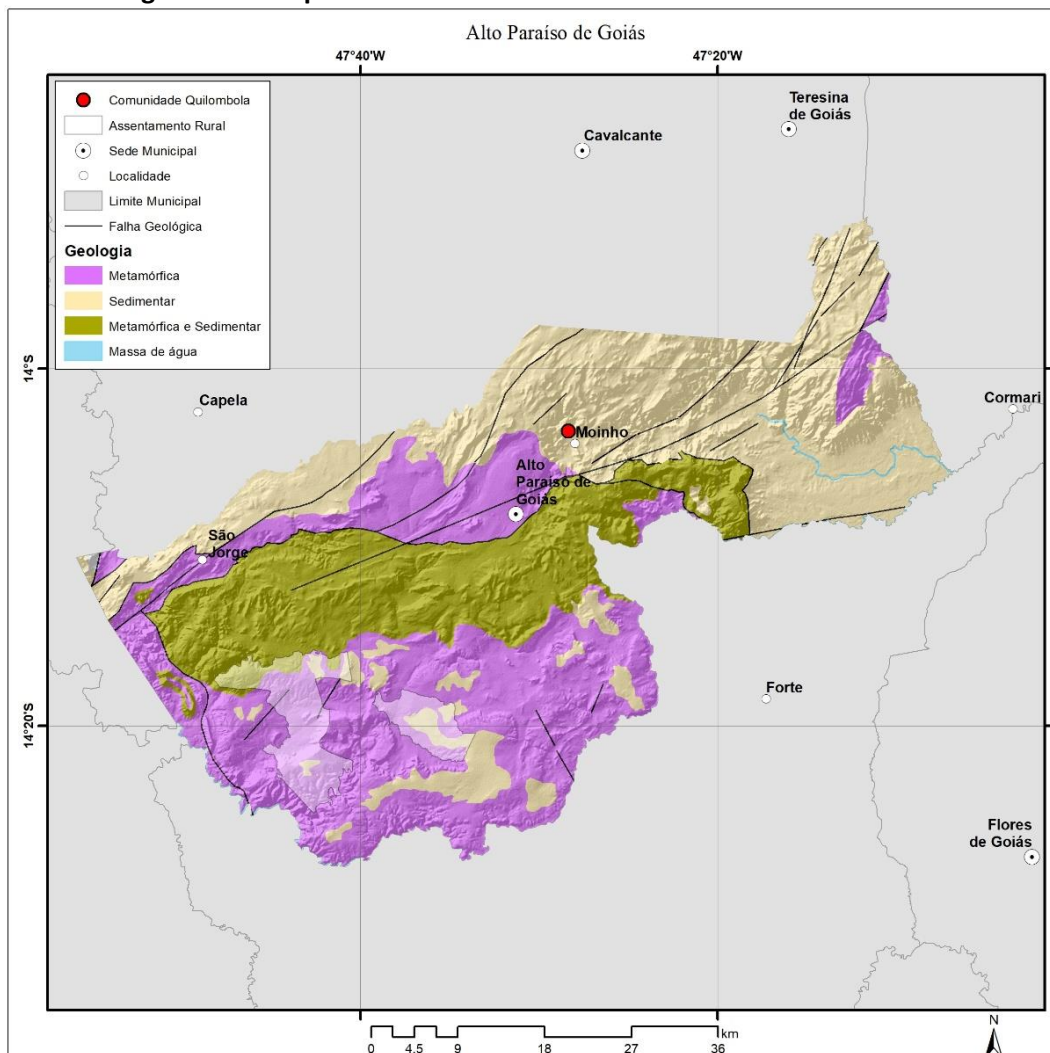 Alto Paraíso de Goiás
47°40'W 47°20'W
Comunidade Quilombola
Assentamento Rural
Sede Municipal
Localidade
Limite Municipal
Falha Geológica
Geologia
Metamórfica
Sedimentar
Metamórfica e Sedimentar
Massa de água
Teresina
de Goiás
Cavalcante
14°S
Capela
Cormari
Moinho
Alto
Paraíso de
Goiás
São
Jorge
Forte
14°20'S
Flores
de Goiás
N
km
0 4.5 9 18 27 36